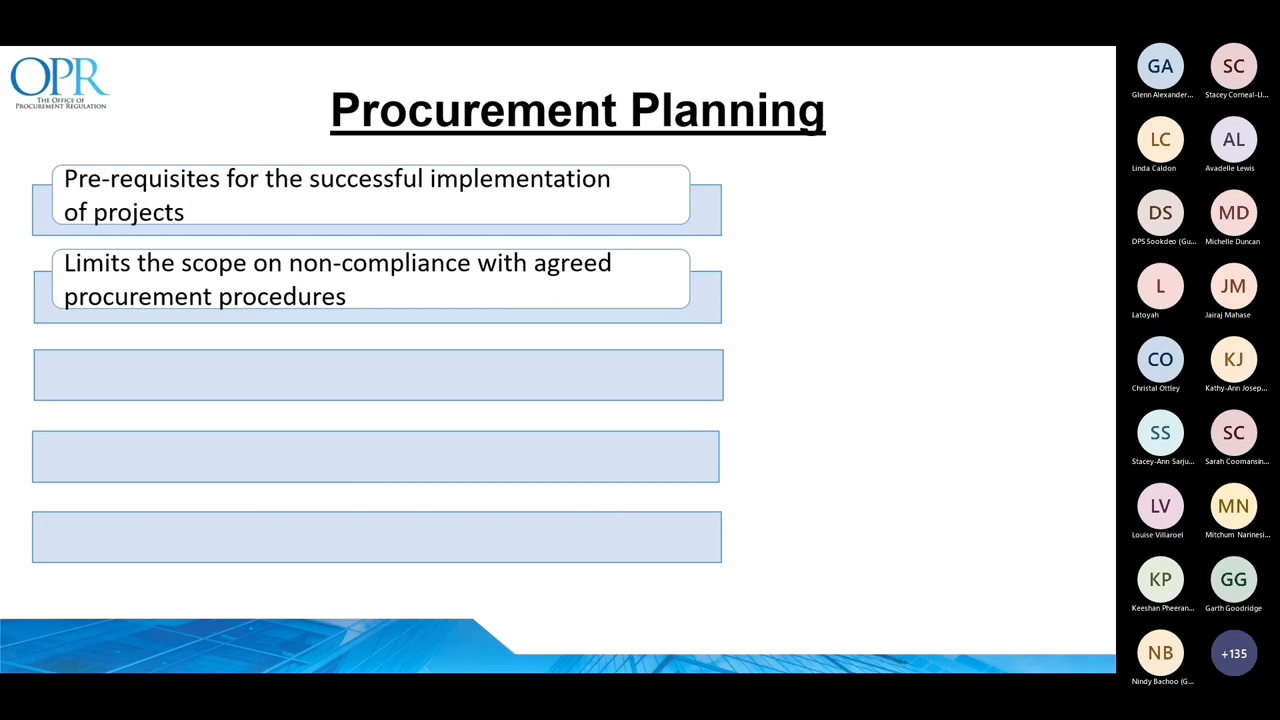 OPR
THE OFFICE OF
PROCUREMENT REGULATION
Procurement Planning
Pre-requisites for the successful implementation
of projects
Limits the scope on non-compliance with agreed
procurement procedures
GA
SC
Glenn Alexander...
Stacey Corneal-Ll...
LC
AL
Linda Caldon
Avadelle Lewis
DS
MD
DPS Sookdeo (Gu...
Michelle Duncan
L
JM
Latoyah
Jairaj Mahase
CO
KJ
Christal Ottley
Kathy-Ann Josep...
SS
SC
Stacey-Ann Sarju...
Sarah Coomansin...
LV
MN
Louise Villaroel
Mitchum Narinesi...
KP
GG
Keeshan Pheeran...
Garth Goodridge
NB
+135
Nindy Bachoo (G...